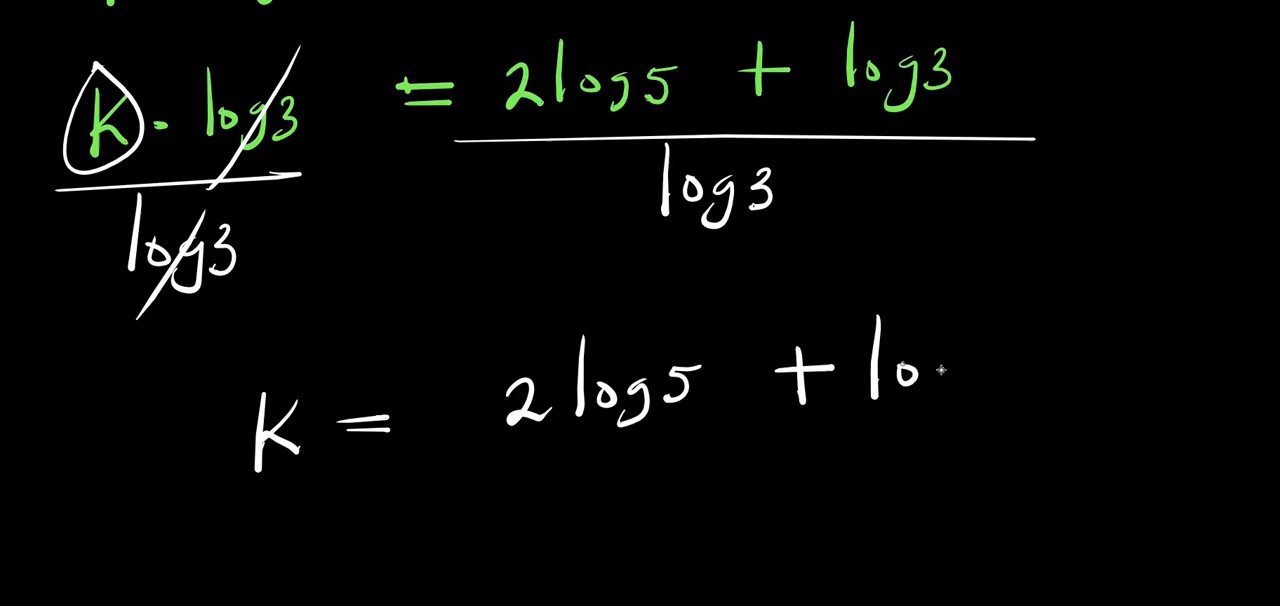 K · log3 = 2log5 + log3
log3 log3
K = 2log5 + lo